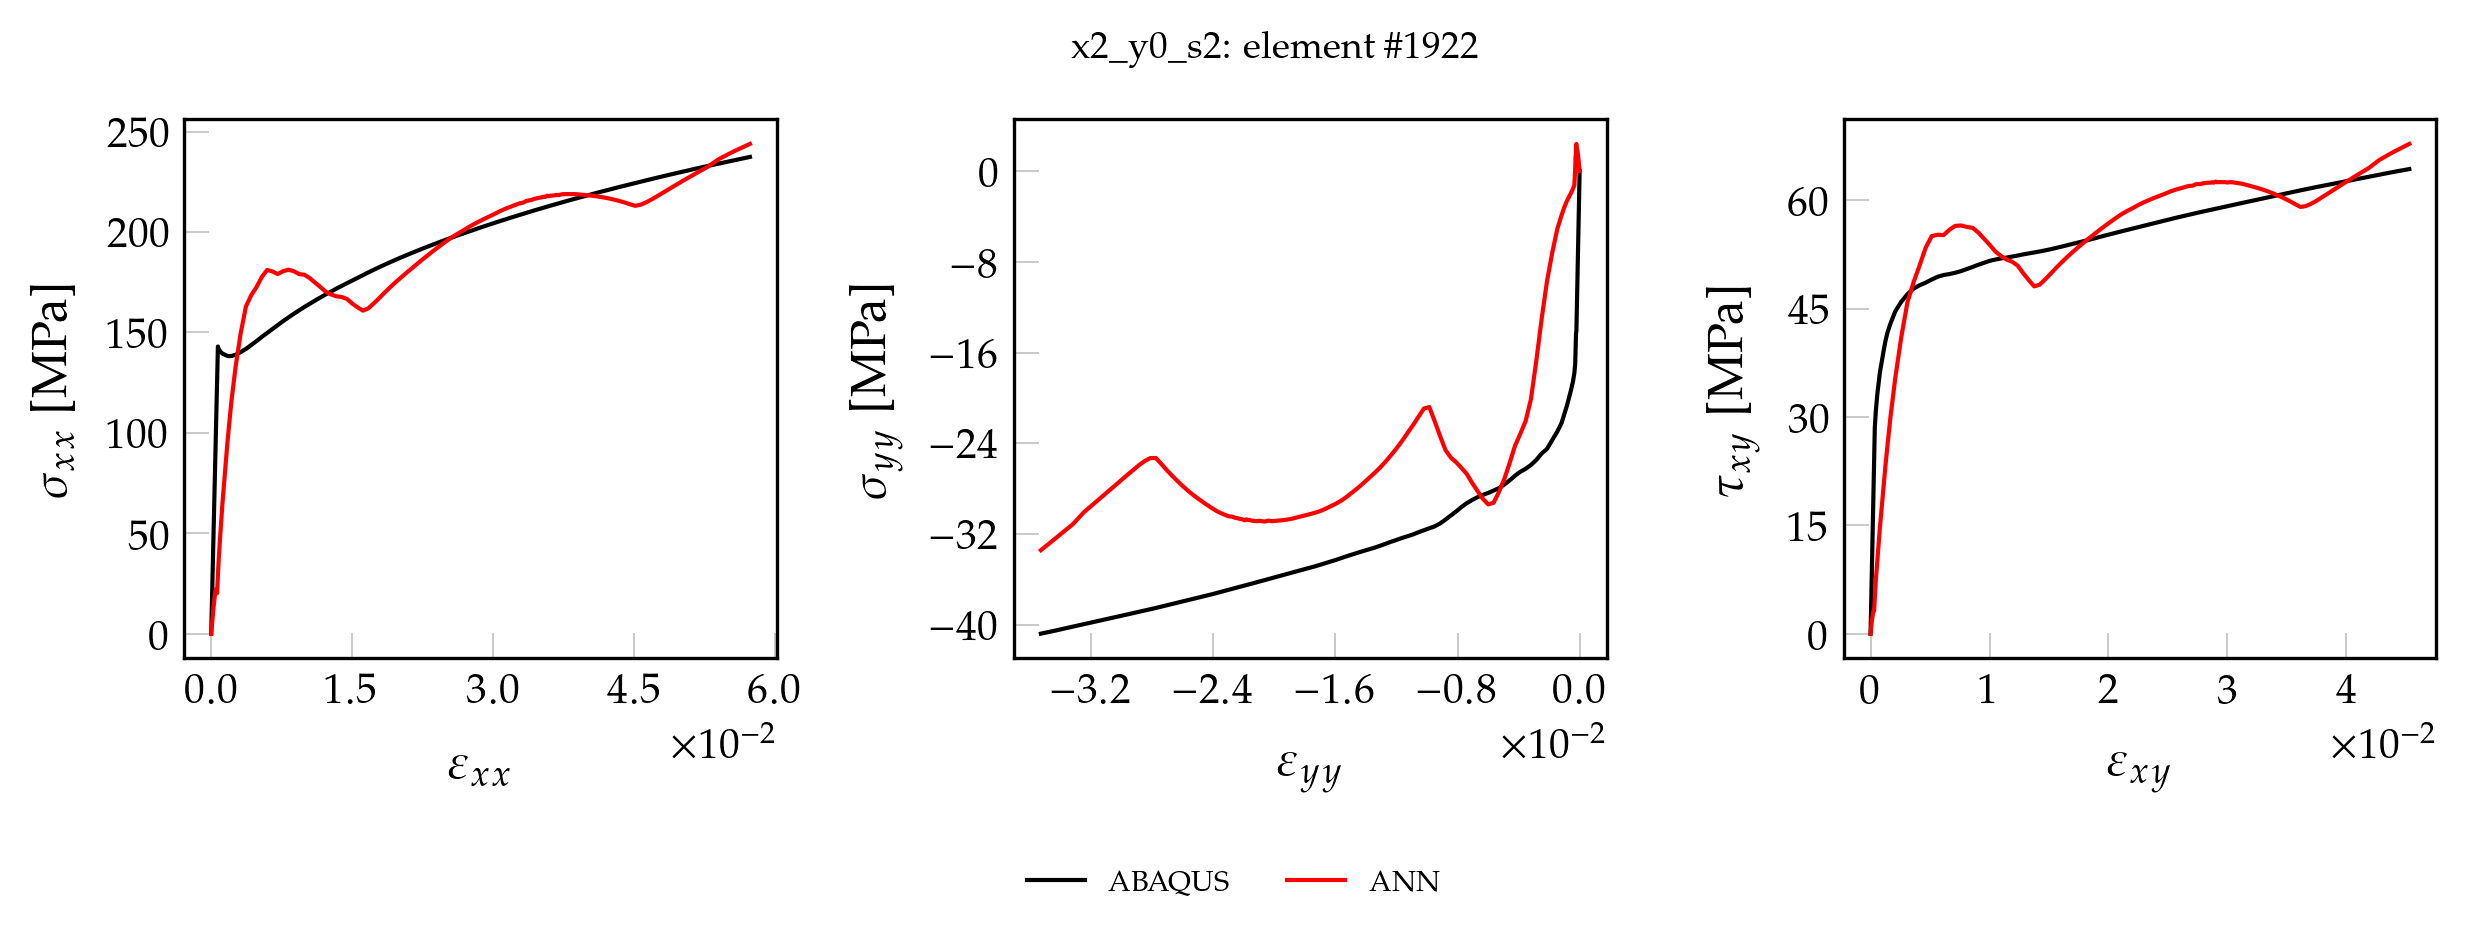 x2_y0_s2: element #1922
σxx [MPa]
250
200
150
100
50
0
0.0 1.5 3.0 4.5 6.0
×10−2
εxx
σyy [MPa]
0
−8
−16
−24
−32
−40
−3.2 −2.4 −1.6 −0.8 0.0
×10−2
εyy
τxy [MPa]
60
45
30
15
0
0 1 2 3 4
×10−2
εxy
ABAQUS ANN